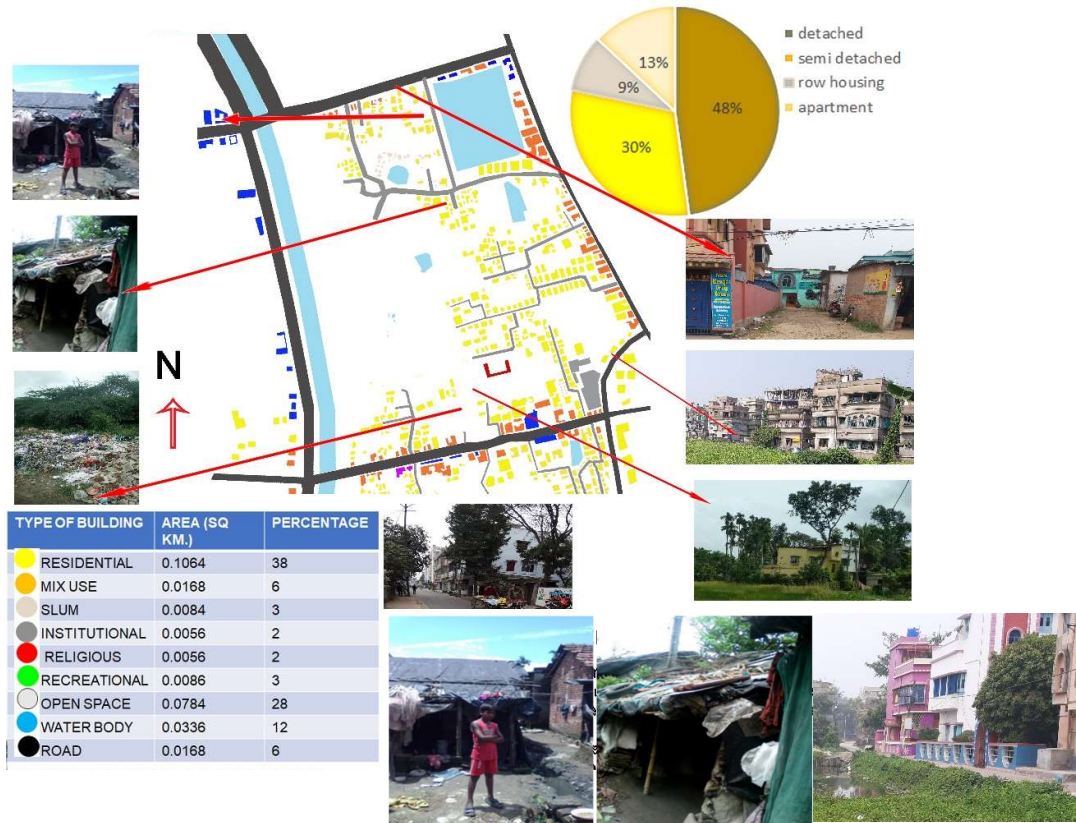 48%
30%
9%
13%
detached
semi detached
row housing
apartment
N
TYPE OF BUILDING AREA (SQ KM.) PERCENTAGE
RESIDENTIAL 0.1064 38
MIX USE 0.0168 6
SLUM 0.0084 3
INSTITUTIONAL 0.0056 2
RELIGIOUS 0.0056 2
RECREATIONAL 0.0086 3
OPEN SPACE 0.0784 28
WATER BODY 0.0336 12
ROAD 0.0168 6